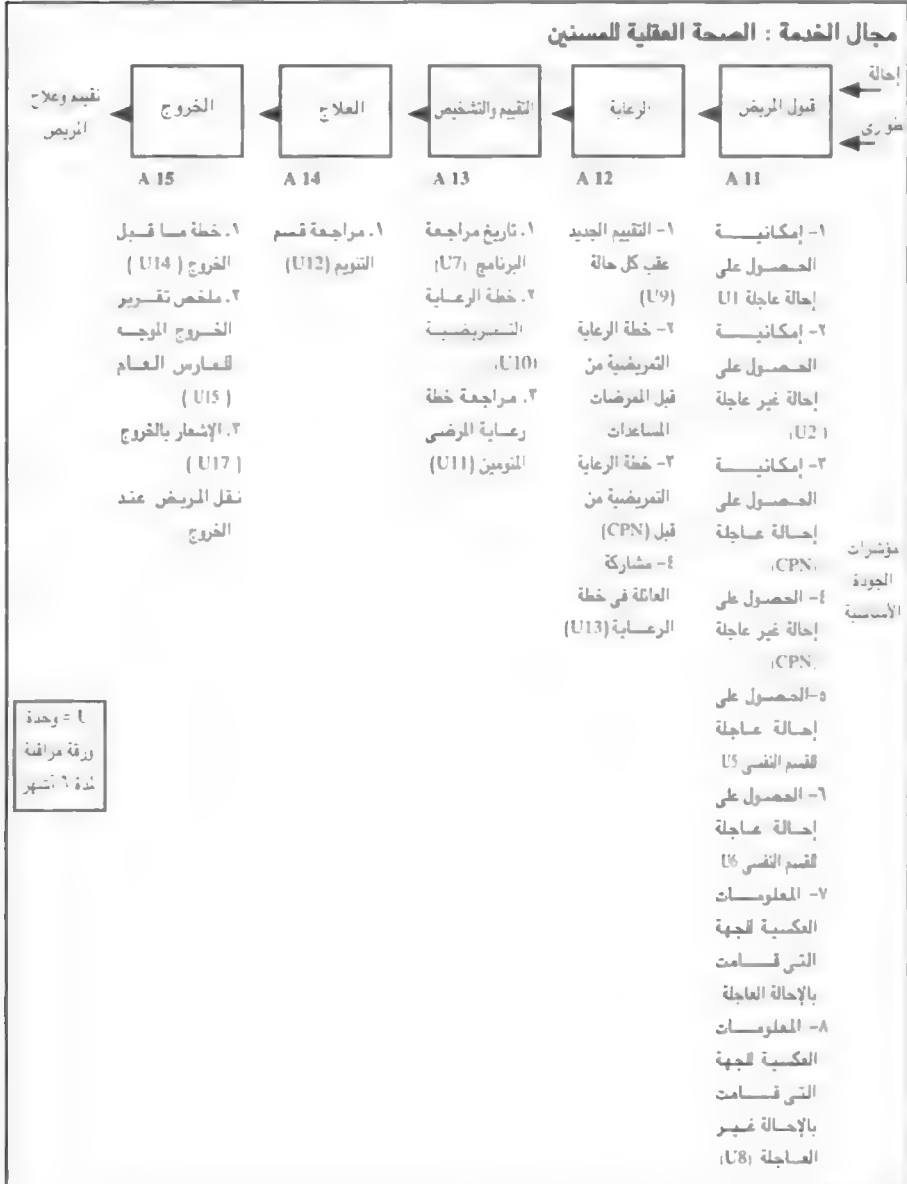 مجال الخدمة : الصحة العقلية للمسنين
إحالة
طورى
قبول المريض
الرعاية
التقييم والتشخيص
العلاج
الخروج
تقييم وعلاج
المريض
A 11
A 12
A 13
A 14
A 15
مؤشرات
الجودة
الأساسية
١- إمكانية
الحصول على
إحالة عاجلة U1
٢- إمكانية
الحصول على
إحالة غير عاجلة
(U2)
٣- إمكانية
الحصول على
إحالة عاجلة
(CPN)
٤- الحصول على
إحالة غير عاجلة
(CPN)
٥-الحصول على
إحالة عاجلة
للقسم النفسى U5
٦- الحصول على
إحالة عاجلة
للقسم النفسى U6
٧- المعلومات
العكسية للجهة
التى قامت
بالإحالة العاجلة
٨- المعلومات
العكسية للجهة
التى قامت
بالإحالة غير
العاجلة (U8)
١- التقييم الجديد
عقب كل حالة
(U9)
٢- خطة الرعاية
التمريضية من
قبل الممرضات
المساعدات
٣- خطة الرعاية
التمريضية من
قبل (CPN)
٤- مشاركة
العائلة فى خطة
الرعاية (U13)
١. تاريخ مراجعة
البرنامج (U7)
٢. خطة الرعاية
التمريضية
(U10)
٣. مراجعة خطة
رعاية المرضى
المنومين (U11)
١. مراجعة قسم
التنويم (U12)
١. خطة ما قبل
الخروج ( U14 )
٢. ملخص تقرير
الخروج الموجه
للممارس العام
( U15 )
٣. الإشعار بالخروج
( U17 )
نقل المريض عند
الخروج
U = وحدة
ورقة مراقبة
لمدة ٦ أشهر